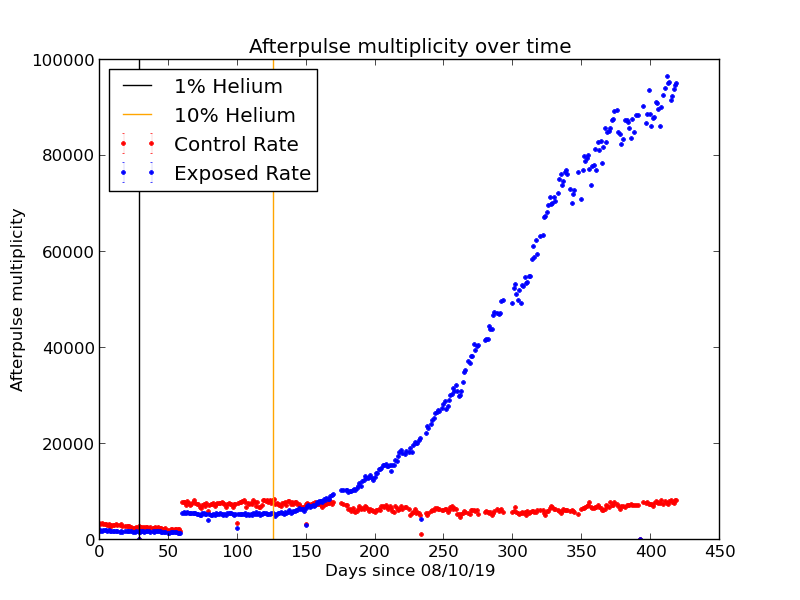 Afterpulse multiplicity over time
100000
80000
60000
40000
20000
0
Afterpulse multiplicity
1% Helium
10% Helium
Control Rate
Exposed Rate
0 50 100 150 200 250 300 350 400 450
Days since 08/10/19